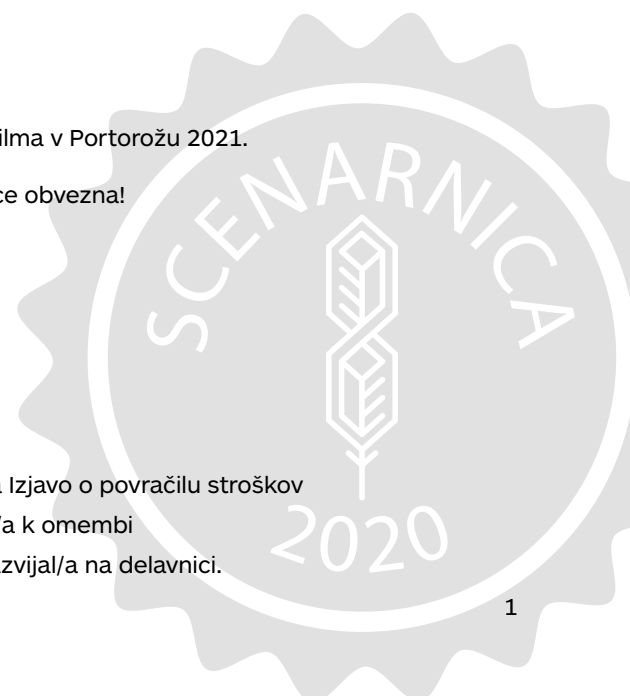 ilma v Portorožu 2021.
ce obvezna!
SCENARNICA
Izjavo o povračilu stroškov
/a k omembi
zvijal/a na delavnici.
2020
1